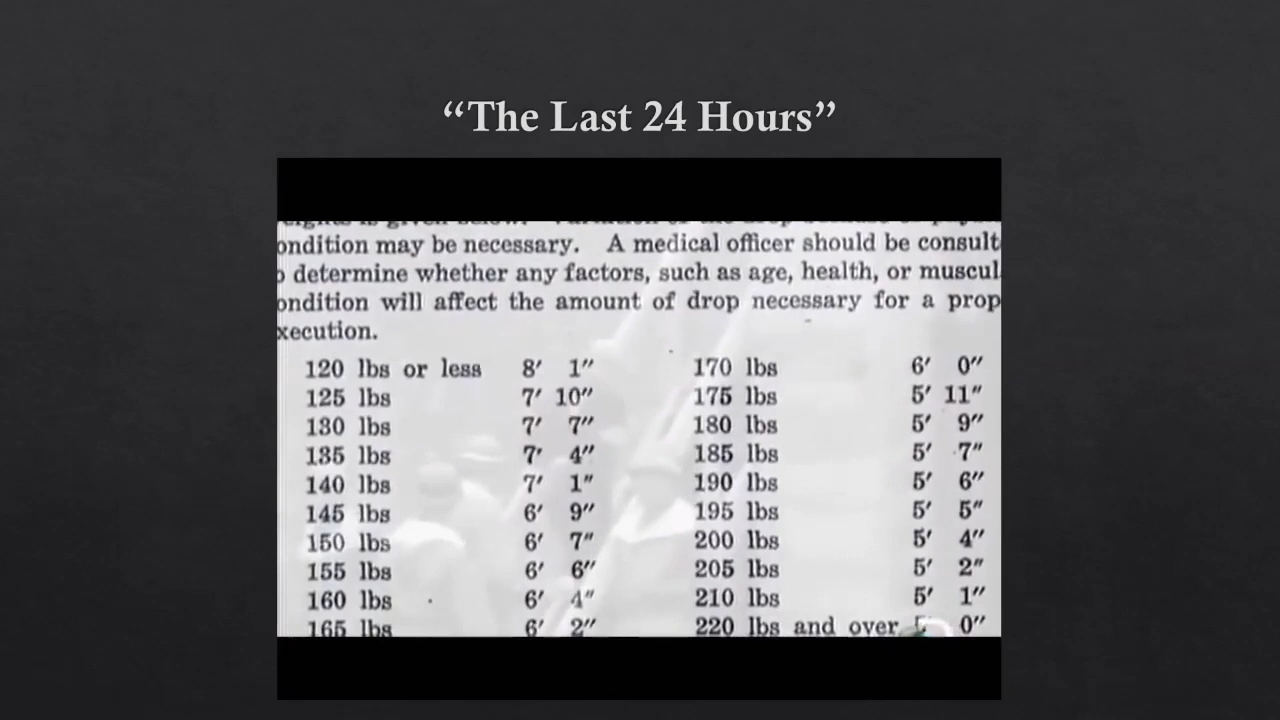 “The Last 24 Hours”
ondition may be necessary. A medical officer should be consult
o determine whether any factors, such as age, health, or muscul
ondition will affect the amount of drop necessary for a prop
xecution.
120 lbs or less 8′ 1″ 170 lbs 6′ 0″
125 lbs 7′ 10″ 175 lbs 5′ 11″
130 lbs 7′ 7″ 180 lbs 5′ 9″
135 lbs 7′ 4″ 185 lbs 5′ 7″
140 lbs 7′ 1″ 190 lbs 5′ 6″
145 lbs 6′ 9″ 195 lbs 5′ 5″
150 lbs 6′ 7″ 200 lbs 5′ 4″
155 lbs 6′ 6″ 205 lbs 5′ 2″
160 lbs 6′ 4″ 210 lbs 5′ 1″
165 lbs 6′ 2″ 220 lbs and over 0″